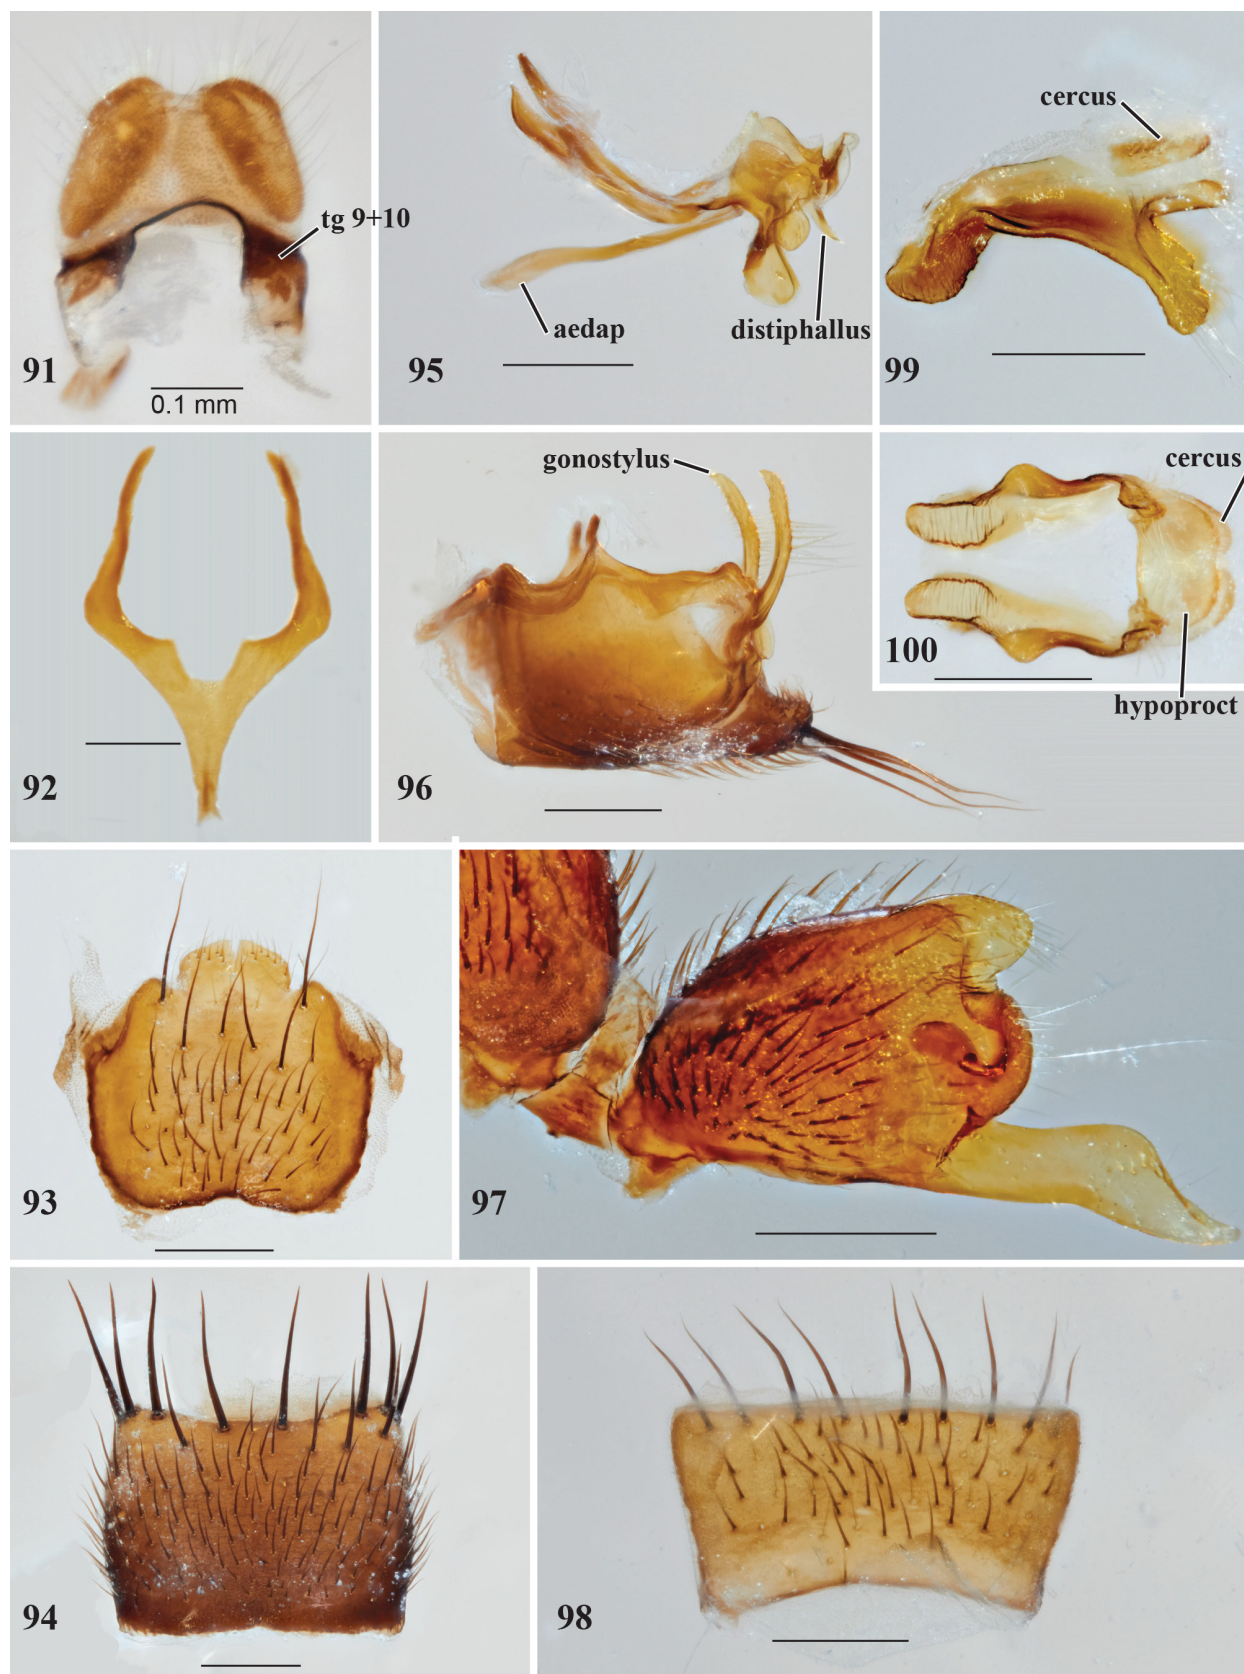 tg 9+10
91
0.1 mm
aedap
distiphallus
95
cercus
99
92
gonostylus
96
cercus
100
hypoproct
93
97
94
98